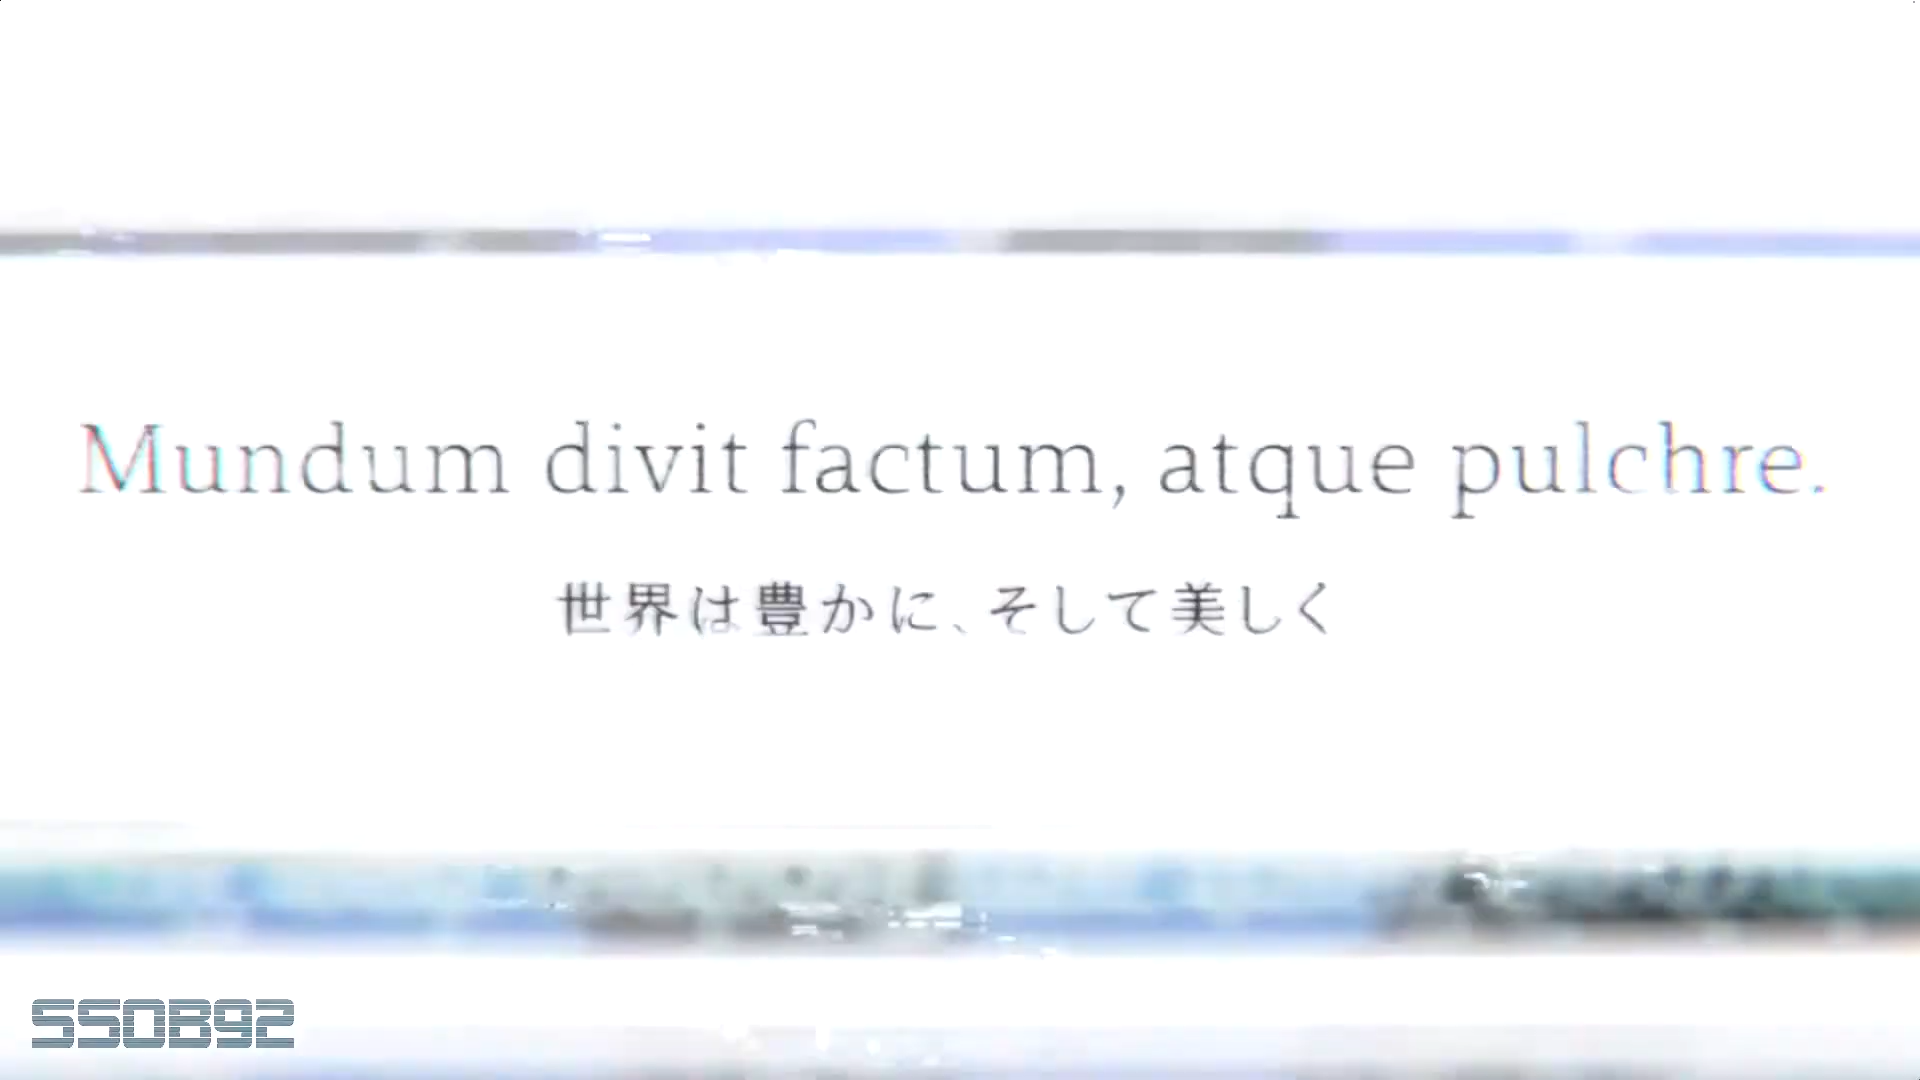 Mundum divit factum, atque pulchre.
世界は豊かに、そして美しく
SSOB92